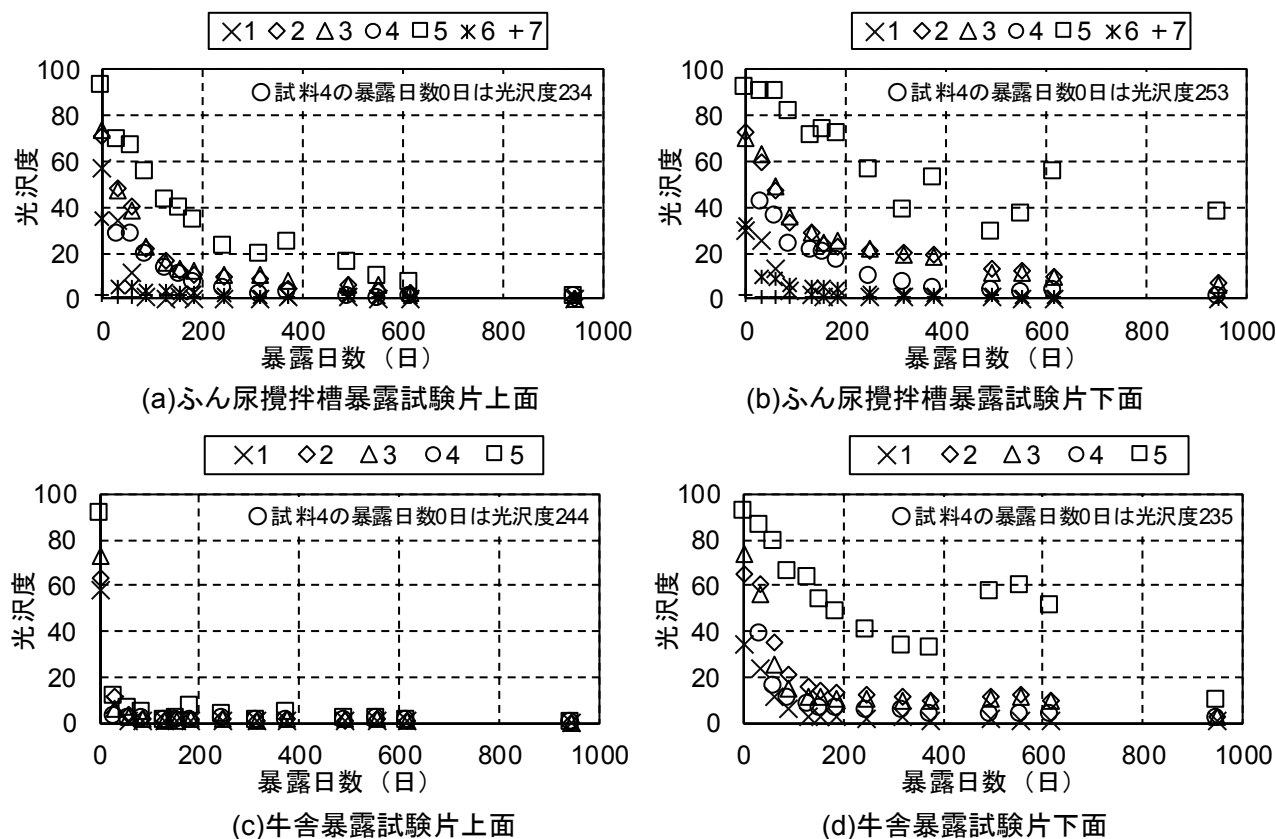 ×1 ◇2 △3 ○4 □5 ✳6 +7
100
80
60
40
20
0
光沢度
○試料4の暴露日数0日は光沢度234
0 200 400 600 800 1000
暴露日数（日）
(a)ふん尿攪拌槽暴露試験片上面
×1 ◇2 △3 ○4 □5 ✳6 +7
100
80
60
40
20
0
光沢度
○試料4の暴露日数0日は光沢度253
0 200 400 600 800 1000
暴露日数（日）
(b)ふん尿攪拌槽暴露試験片下面
×1 ◇2 △3 ○4 □5
100
80
60
40
20
0
光沢度
○試料4の暴露日数0日は光沢度244
0 200 400 600 800 1000
暴露日数（日）
(c)牛舎暴露試験片上面
×1 ◇2 △3 ○4 □5
100
80
60
40
20
0
光沢度
○試料4の暴露日数0日は光沢度235
0 200 400 600 800 1000
暴露日数（日）
(d)牛舎暴露試験片下面